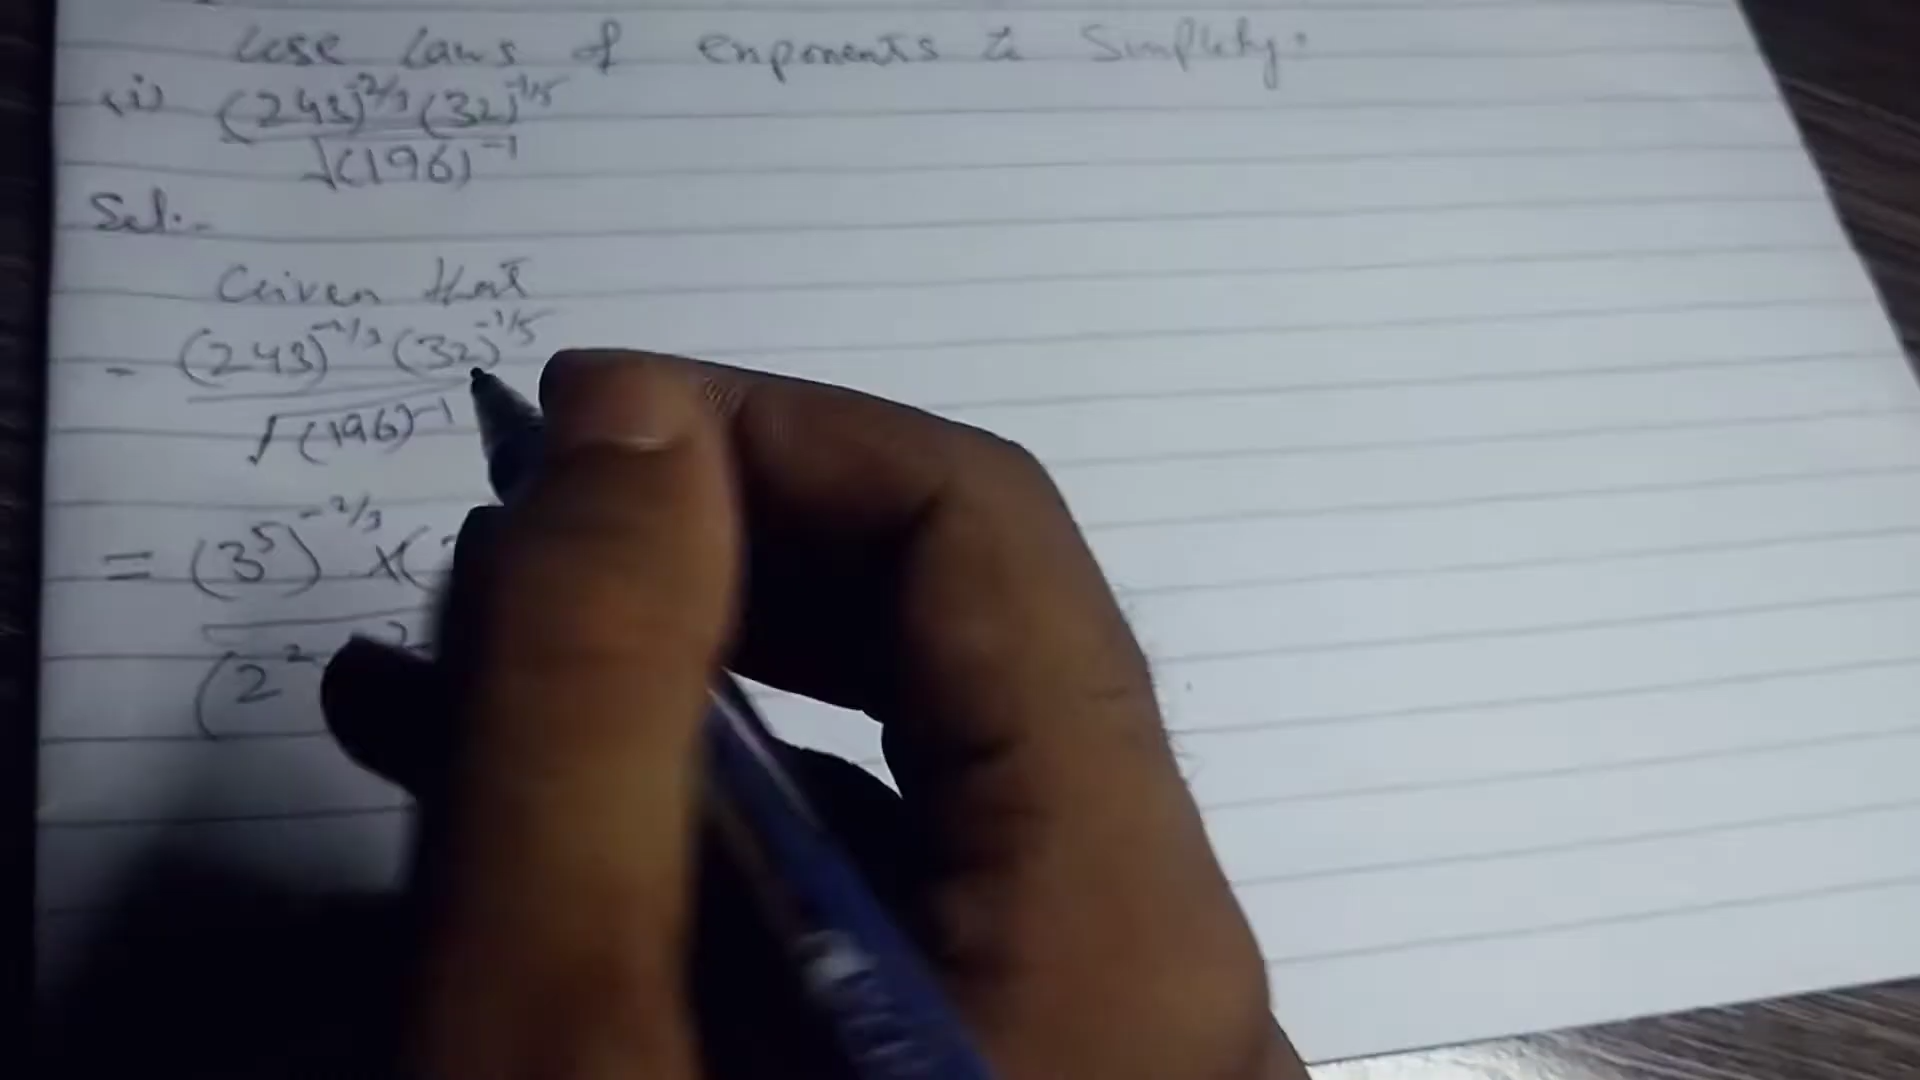 Use Laws of exponents to Simplify:
(i) (243)^-2/3 (32)^-1/5
√(196)^-1
Sol:-
Given that
- (243)^-2/3 (32)^-1/5
√(196)^-1
= (3^5)^-2/3 ×(
(2^2